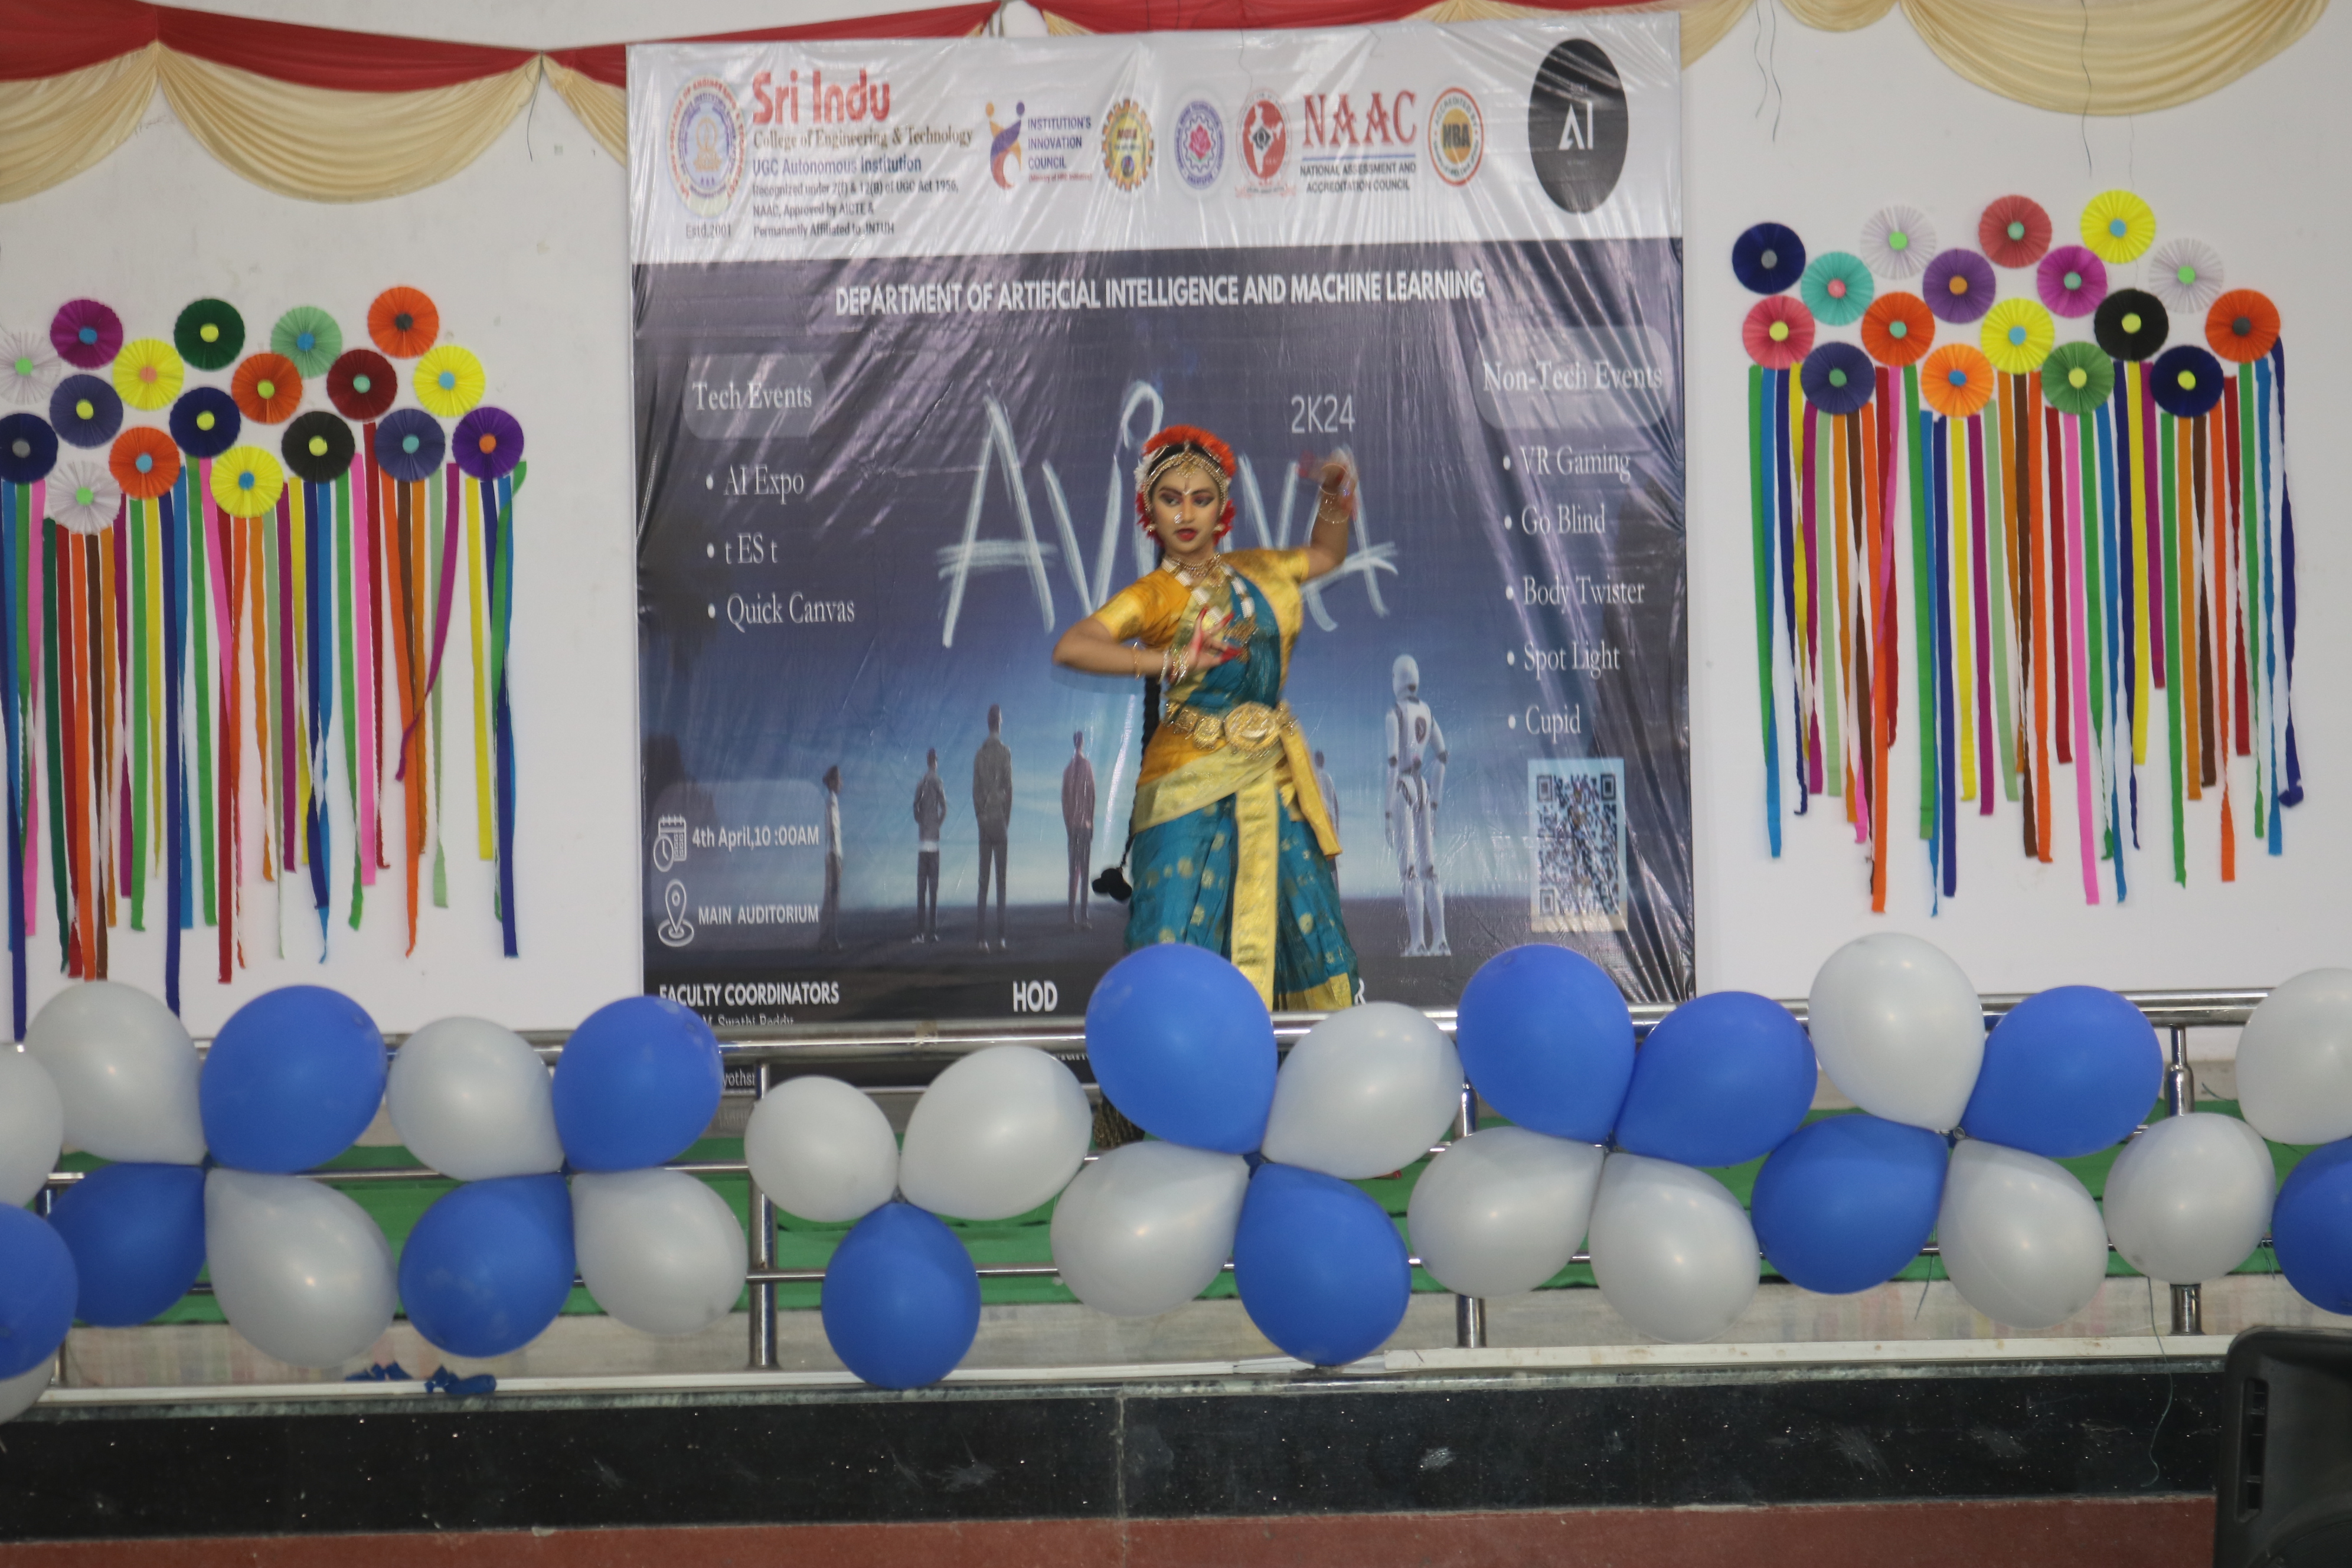 Sri Indu
College of Engineering & Technology
UGC Autonomous Institution
Recognized under 2(f) & 12(B) of UGC Act 1956,
NAAC, Approved by AICTE &
Permanently Affiliated to JNTUH
Estd.2001
INSTITUTION'S
INNOVATION
COUNCIL
NAAC
NATIONAL ASSESSMENT AND
ACCREDITATION COUNCIL
NBA
AI
DEPARTMENT OF ARTIFICIAL INTELLIGENCE AND MACHINE LEARNING
2K24
Tech Events
• AI Expo
• t ES t
• Quick Canvas
Non-Tech Events
• VR Gaming
• Go Blind
• Body Twister
• Spot Light
• Cupid
4th April,10 :00AM
MAIN AUDITORIUM
FACULTY COORDINATORS
HOD
M. Swathi Reddy